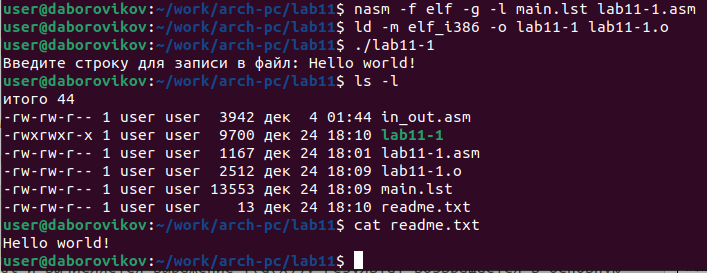 user@daborovikov:~/work/arch-pc/lab11$ nasm -f elf -g -l main.lst lab11-1.asm
user@daborovikov:~/work/arch-pc/lab11$ ld -m elf_i386 -o lab11-1 lab11-1.o
user@daborovikov:~/work/arch-pc/lab11$ ./lab11-1
Введите строку для записи в файл: Hello world!
user@daborovikov:~/work/arch-pc/lab11$ ls -l
итого 44
-rw-rw-r-- 1 user user  3942 дек  4 01:44 in_out.asm
-rwxrwxr-x 1 user user  9700 дек 24 18:10 lab11-1
-rw-rw-r-- 1 user user  1167 дек 24 18:01 lab11-1.asm
-rw-rw-r-- 1 user user  2512 дек 24 18:09 lab11-1.o
-rw-rw-r-- 1 user user 13553 дек 24 18:09 main.lst
-rw-rw-r-- 1 user user    13 дек 24 18:10 readme.txt
user@daborovikov:~/work/arch-pc/lab11$ cat readme.txt
Hello world!
user@daborovikov:~/work/arch-pc/lab11$